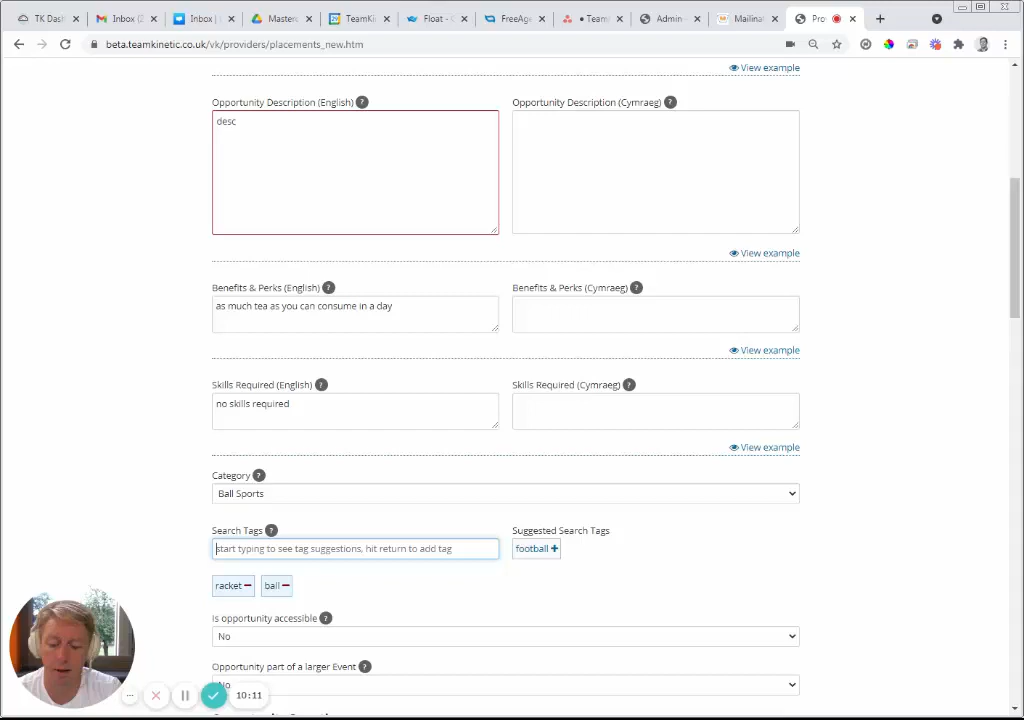 TK Dash
Inbox (2
Inbox |
Masterc
TeamKi
Float - C
FreeAge
• Team
Admin -
Mailinat
Pro
beta.teamkinetic.co.uk/vk/providers/placements_new.htm
View example
Opportunity Description (English) ?
Opportunity Description (Cymraeg) ?
desc
View example
Benefits & Perks (English) ?
Benefits & Perks (Cymraeg) ?
as much tea as you can consume in a day
View example
Skills Required (English) ?
Skills Required (Cymraeg) ?
no skills required
View example
Category ?
Ball Sports
Search Tags ?
Suggested Search Tags
start typing to see tag suggestions, hit return to add tag
football +
racket −
ball −
Is opportunity accessible ?
No
Opportunity part of a larger Event ?
No
10:11